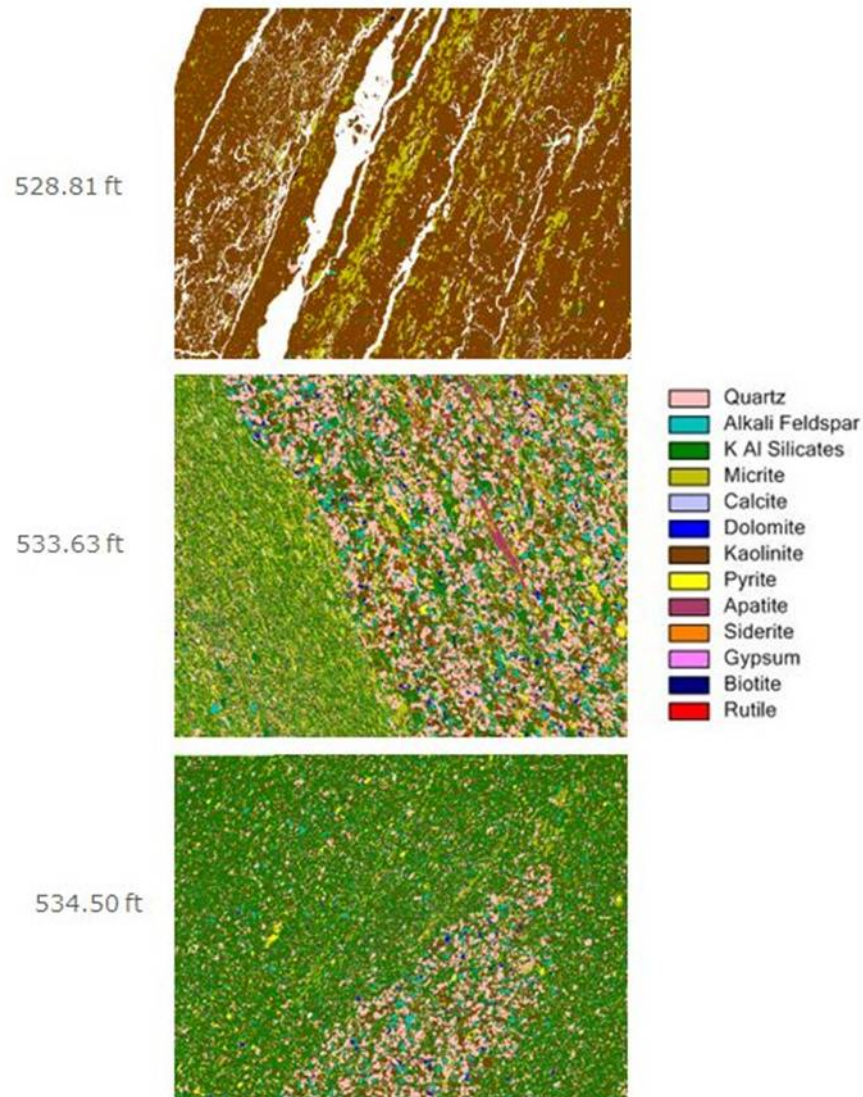 528.81 ft
533.63 ft
534.50 ft
Quartz
Alkali Feldspar
K Al Silicates
Micrite
Calcite
Dolomite
Kaolinite
Pyrite
Apatite
Siderite
Gypsum
Biotite
Rutile